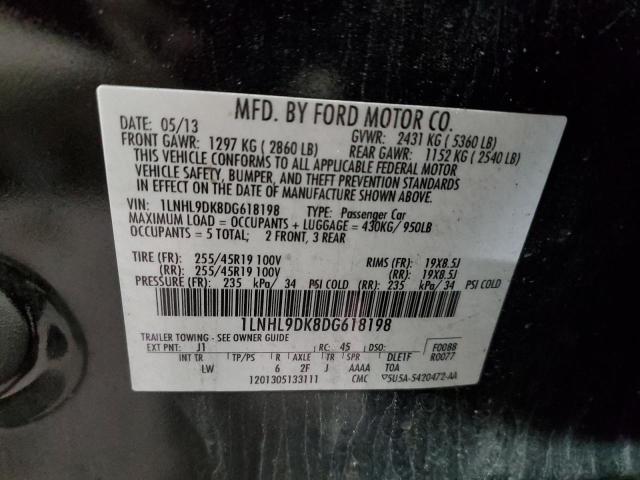 MFD. BY FORD MOTOR CO.
DATE: 05/13 GVWR: 2431 KG ( 5360 LB)
FRONT GAWR: 1297 KG ( 2860 LB) REAR GAWR: 1152 KG ( 2540 LB)
THIS VEHICLE CONFORMS TO ALL APPLICABLE FEDERAL MOTOR
VEHICLE SAFETY, BUMPER, AND THEFT PREVENTION STANDARDS
IN EFFECT ON THE DATE OF MANUFACTURE SHOWN ABOVE.
VIN: 1LNHL9DK8DG618198 TYPE: Passenger Car
MAXIMUM LOAD = OCCUPANTS + LUGGAGE = 430KG/ 950LB
OCCUPANTS = 5 TOTAL; 2 FRONT, 3 REAR
TIRE (FR): 255/45R19 100V RIMS (FR): 19X8.5J
(RR): 255/45R19 100V (RR): 19X8.5J
PRESSURE (FR): 235 kPa/ 34 PSI COLD (RR): 235 kPa/ 34 PSI COLD
1LNHL9DK8DG618198
TRAILER TOWING - SEE OWNER GUIDE
EXT PNT: J1 RC: 45 DSO: F0088
R0077
INT TR TP/PS R AXLE TR SPR DLETF
LW 6 2F J AAAA TOA
1201305133111 CMC 5U5A-5420472-AA